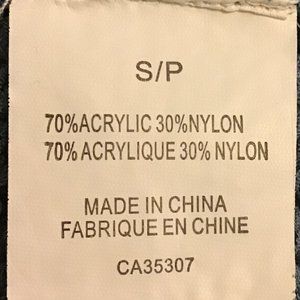 S/P
70%ACRYLIC 30%NYLON
70% ACRYLIQUE 30% NYLON
MADE IN CHINA
FABRIQUE EN CHINE
CA35307